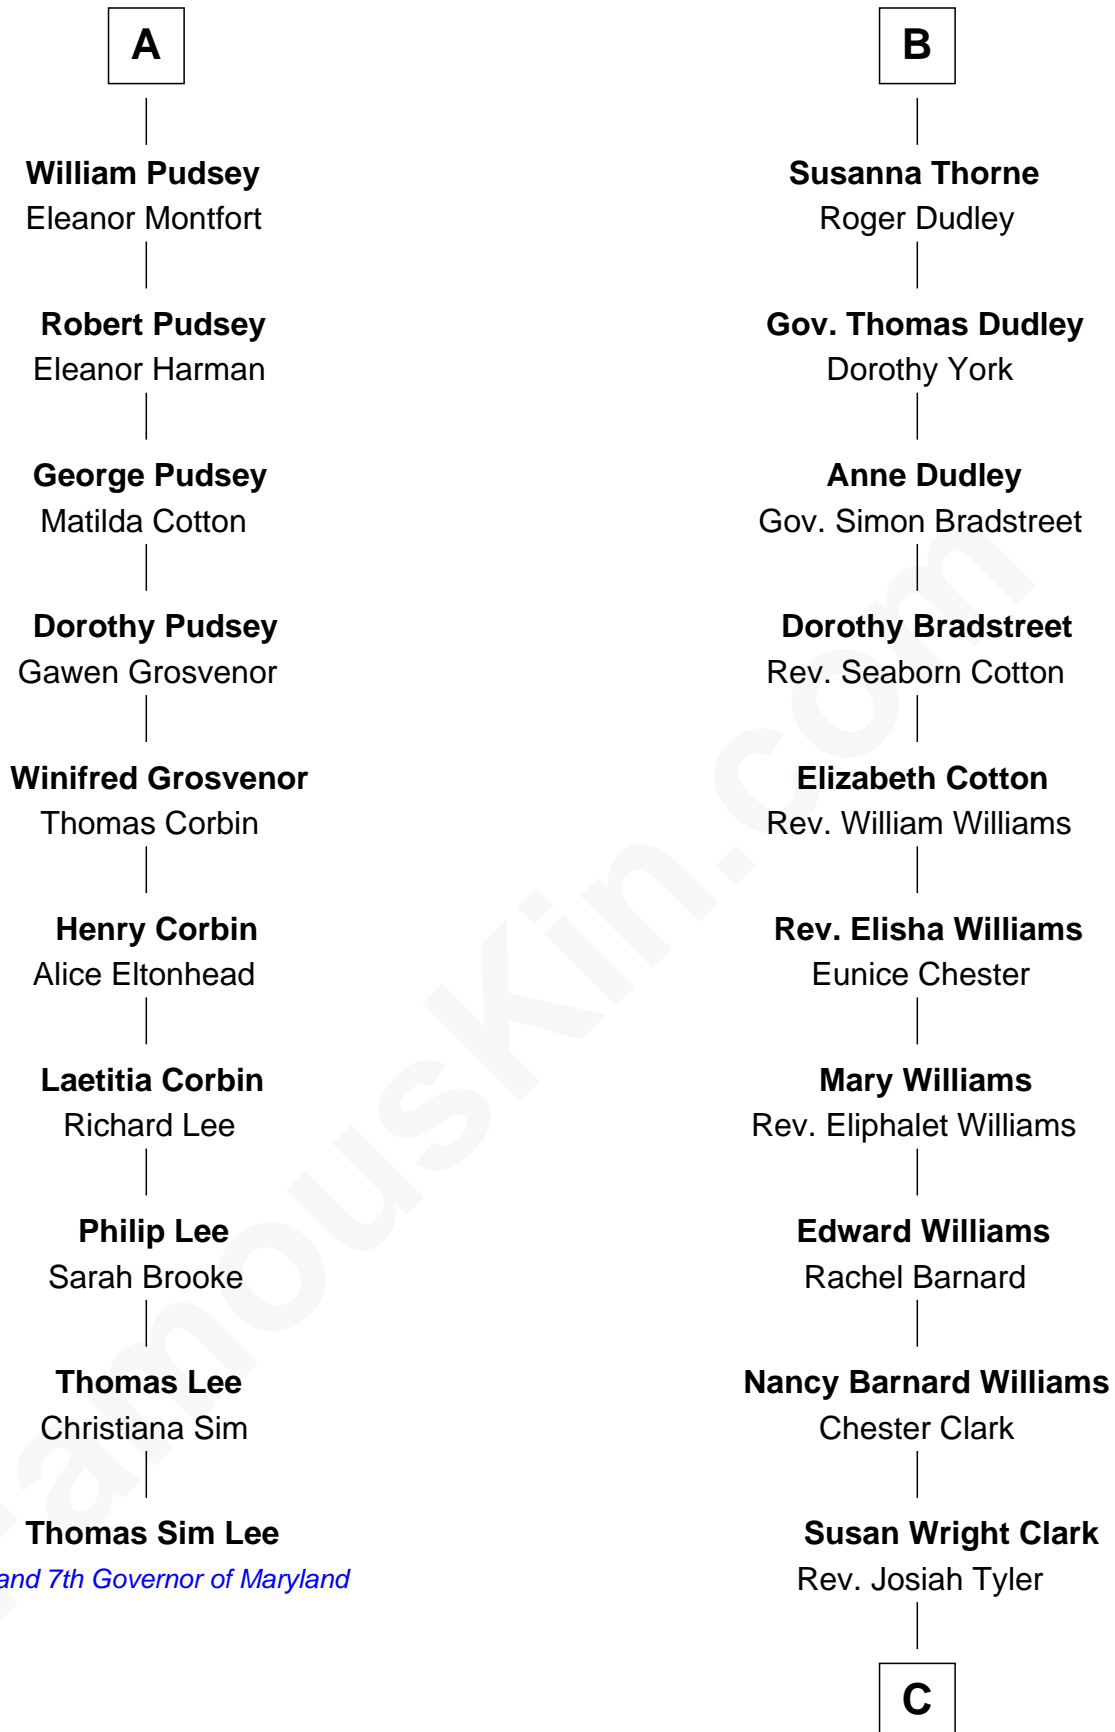 A
William Pudsey
Eleanor Montfort
Robert Pudsey
Eleanor Harman
George Pudsey
Matilda Cotton
Dorothy Pudsey
Gawen Grosvenor
Winifred Grosvenor
Thomas Corbin
Henry Corbin
Alice Eltonhead
Laetitia Corbin
Richard Lee
Philip Lee
Sarah Brooke
Thomas Lee
Christiana Sim
Thomas Sim Lee
and 7th Governor of Maryland
B
Susanna Thorne
Roger Dudley
Gov. Thomas Dudley
Dorothy York
Anne Dudley
Gov. Simon Bradstreet
Dorothy Bradstreet
Rev. Seaborn Cotton
Elizabeth Cotton
Rev. William Williams
Rev. Elisha Williams
Eunice Chester
Mary Williams
Rev. Eliphalet Williams
Edward Williams
Rachel Barnard
Nancy Barnard Williams
Chester Clark
Susan Wright Clark
Rev. Josiah Tyler
C
FamousKin.com